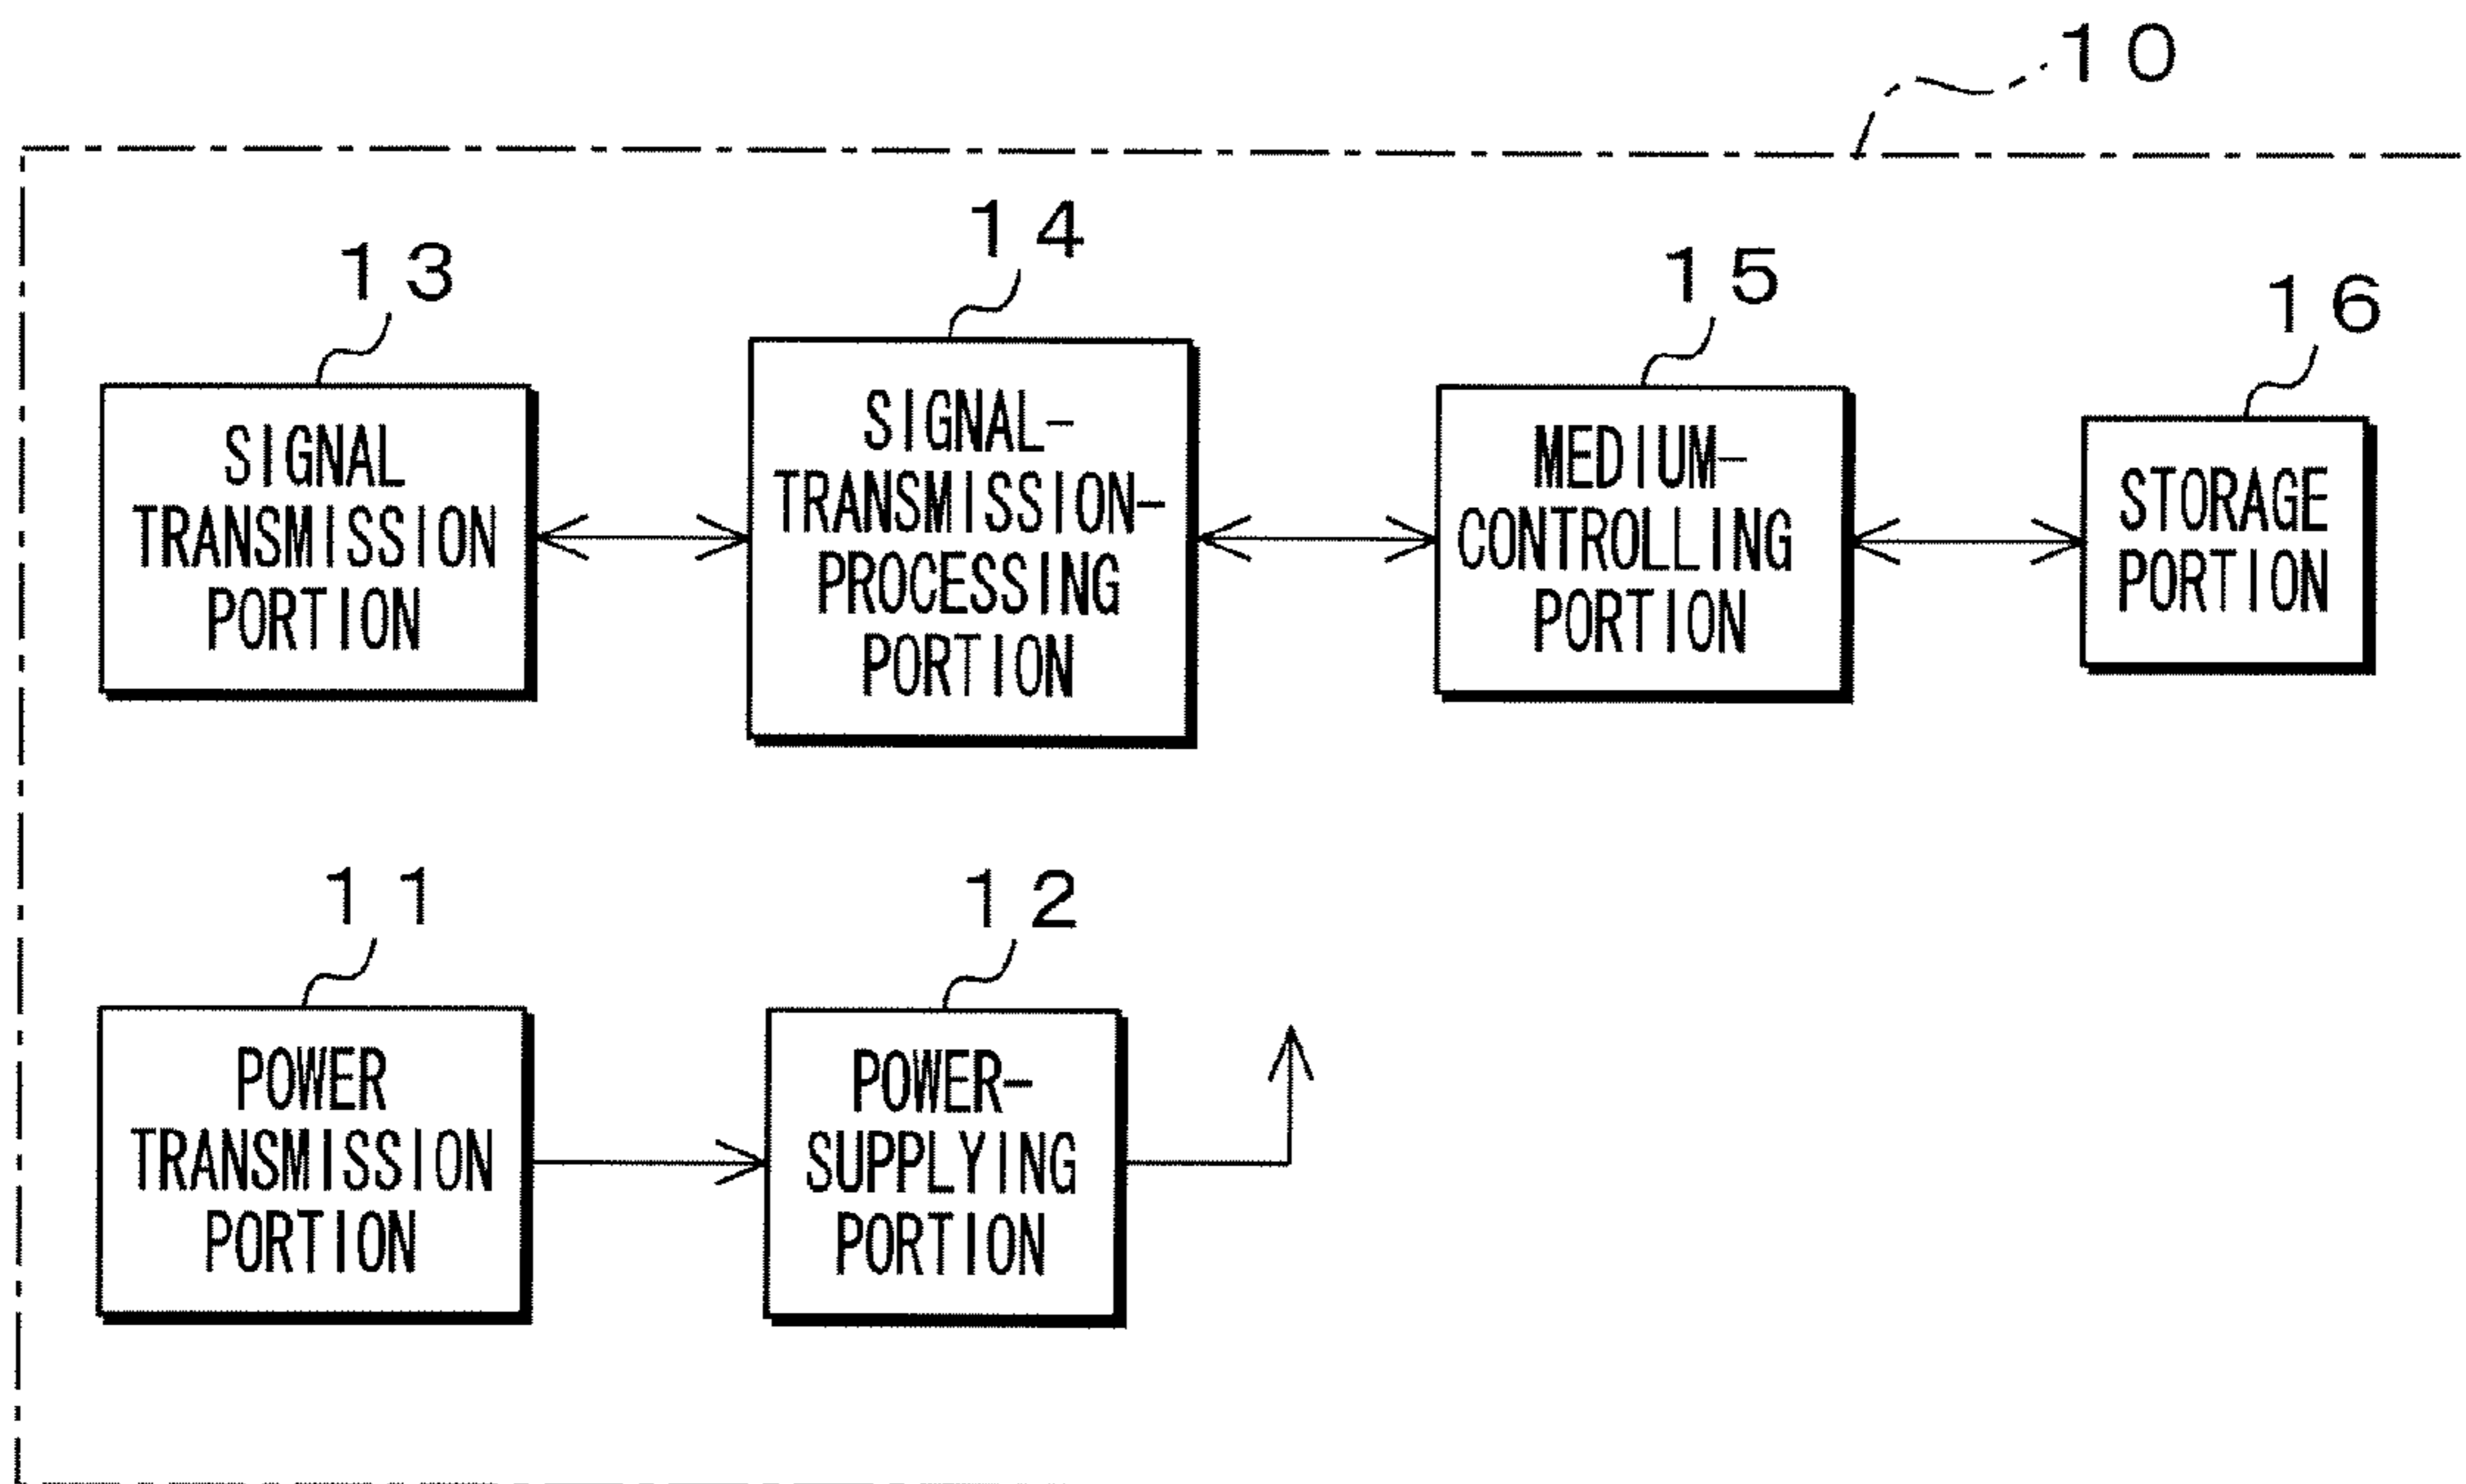 10
13
SIGNAL
TRANSMISSION
PORTION
14
SIGNAL-
TRANSMISSION-
PROCESSING
PORTION
15
MEDIUM-
CONTROLLING
PORTION
16
STORAGE
PORTION
11
POWER
TRANSMISSION
PORTION
12
POWER-
SUPPLYING
PORTION